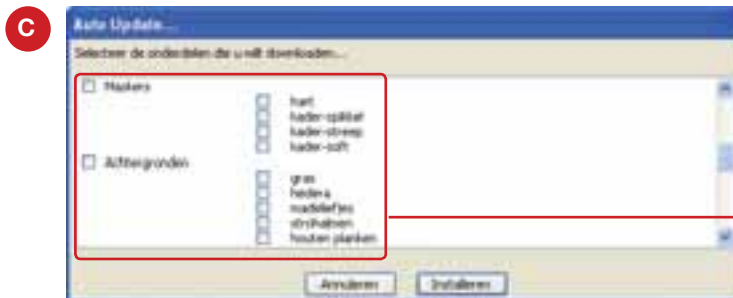 C
Auto Update...
Selecteer de onderdelen die u wilt downloaden...
Maskers
hart
kader-spikkel
kader-streep
kader-soft
Achtergronden
gras
hedera
madeliefjes
strohalmen
houten planken
Annuleren Installeren